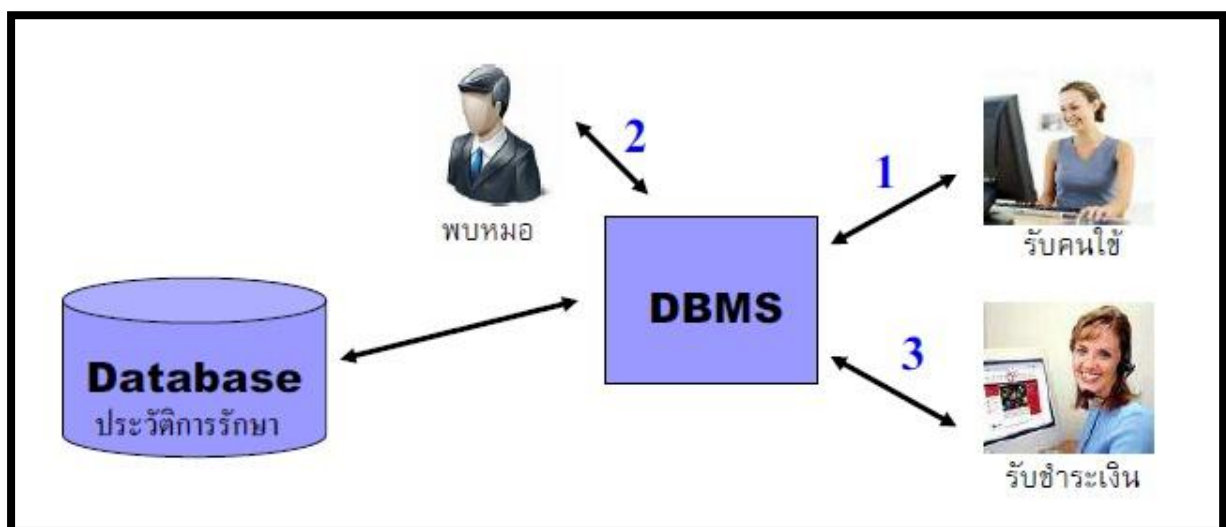 2
พบหมอ
1
รับคนใข้
DBMS
Database
ประวัติการรักษา
3
รับชำระเงิน